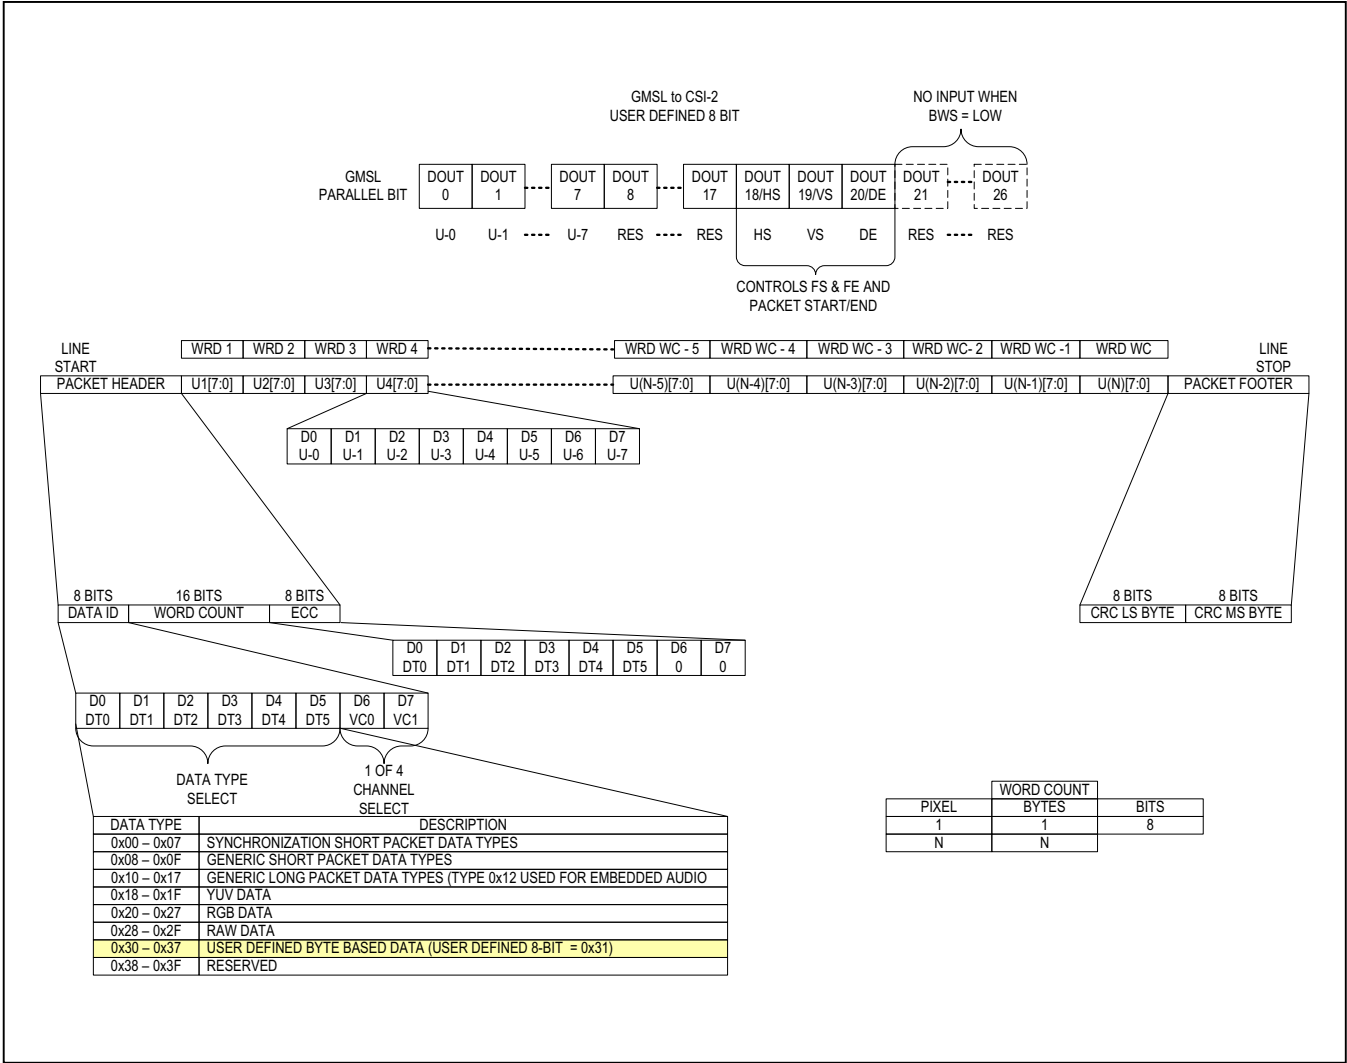 GMSL to CSI-2
USER DEFINED 8 BIT
NO INPUT WHEN
BWS = LOW
GMSL
PARALLEL BIT
DOUT 0 DOUT 1 DOUT 7 DOUT 8 DOUT 17 DOUT 18/HS DOUT 19/VS DOUT 20/DE DOUT 21 DOUT 26
U-0 U-1 U-7 RES RES HS VS DE RES RES
CONTROLS FS & FE AND
PACKET START/END
LINE
START
WRD 1 WRD 2 WRD 3 WRD 4 WRD WC - 5 WRD WC - 4 WRD WC - 3 WRD WC- 2 WRD WC -1 WRD WC
LINE
STOP
PACKET HEADER U1[7:0] U2[7:0] U3[7:0] U4[7:0] U(N-5)[7:0] U(N-4)[7:0] U(N-3)[7:0] U(N-2)[7:0] U(N-1)[7:0] U(N)[7:0] PACKET FOOTER
D0 D1 D2 D3 D4 D5 D6 D7
U-0 U-1 U-2 U-3 U-4 U-5 U-6 U-7
8 BITS 16 BITS 8 BITS
DATA ID WORD COUNT ECC
8 BITS 8 BITS
CRC LS BYTE CRC MS BYTE
D0 D1 D2 D3 D4 D5 D6 D7
DT0 DT1 DT2 DT3 DT4 DT5 0 0
D0 D1 D2 D3 D4 D5 D6 D7
DT0 DT1 DT2 DT3 DT4 DT5 VC0 VC1
DATA TYPE
SELECT
1 OF 4
CHANNEL
SELECT
DATA TYPE DESCRIPTION
0x00 – 0x07 SYNCHRONIZATION SHORT PACKET DATA TYPES
0x08 – 0x0F GENERIC SHORT PACKET DATA TYPES
0x10 – 0x17 GENERIC LONG PACKET DATA TYPES (TYPE 0x12 USED FOR EMBEDDED AUDIO
0x18 – 0x1F YUV DATA
0x20 – 0x27 RGB DATA
0x28 – 0x2F RAW DATA
0x30 – 0x37 USER DEFINED BYTE BASED DATA (USER DEFINED 8-BIT = 0x31)
0x38 – 0x3F RESERVED
WORD COUNT
PIXEL BYTES BITS
1 1 8
N N